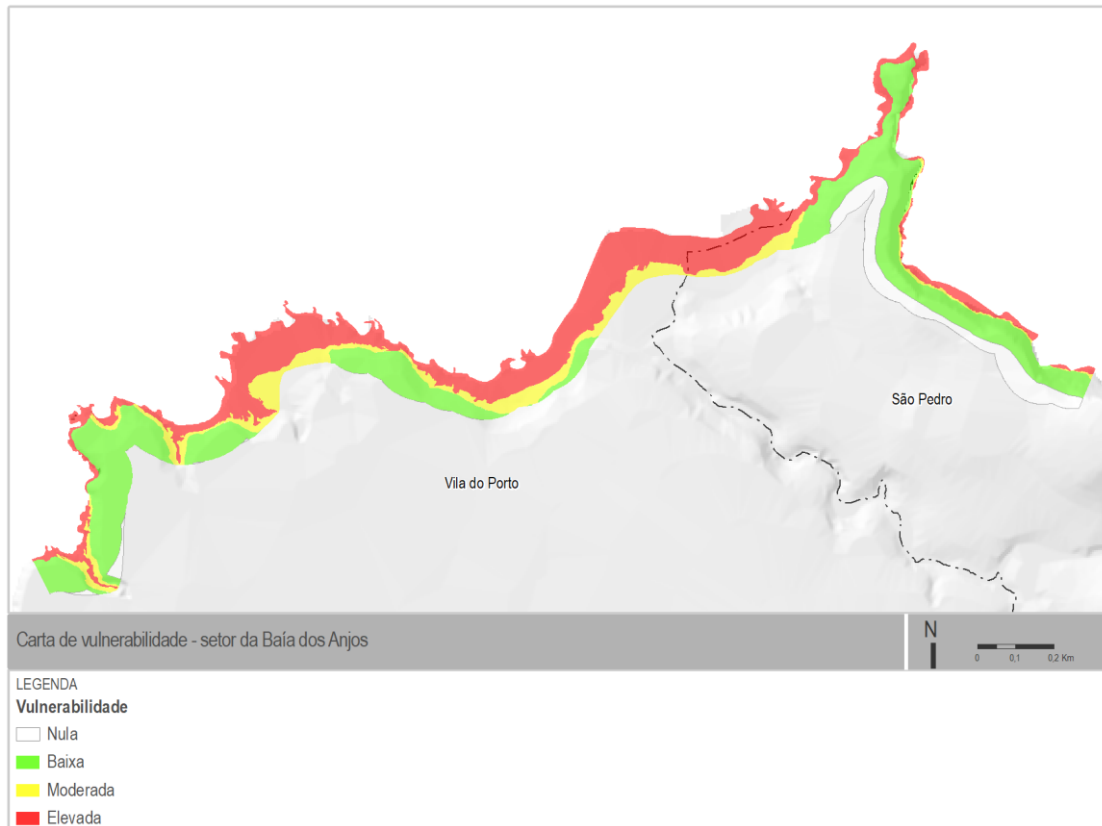 São Pedro
Vila do Porto
Carta de vulnerabilidade - setor da Baía dos Anjos
N
0 0,1 0,2 Km
LEGENDA
Vulnerabilidade
Nula
Baixa
Moderada
Elevada